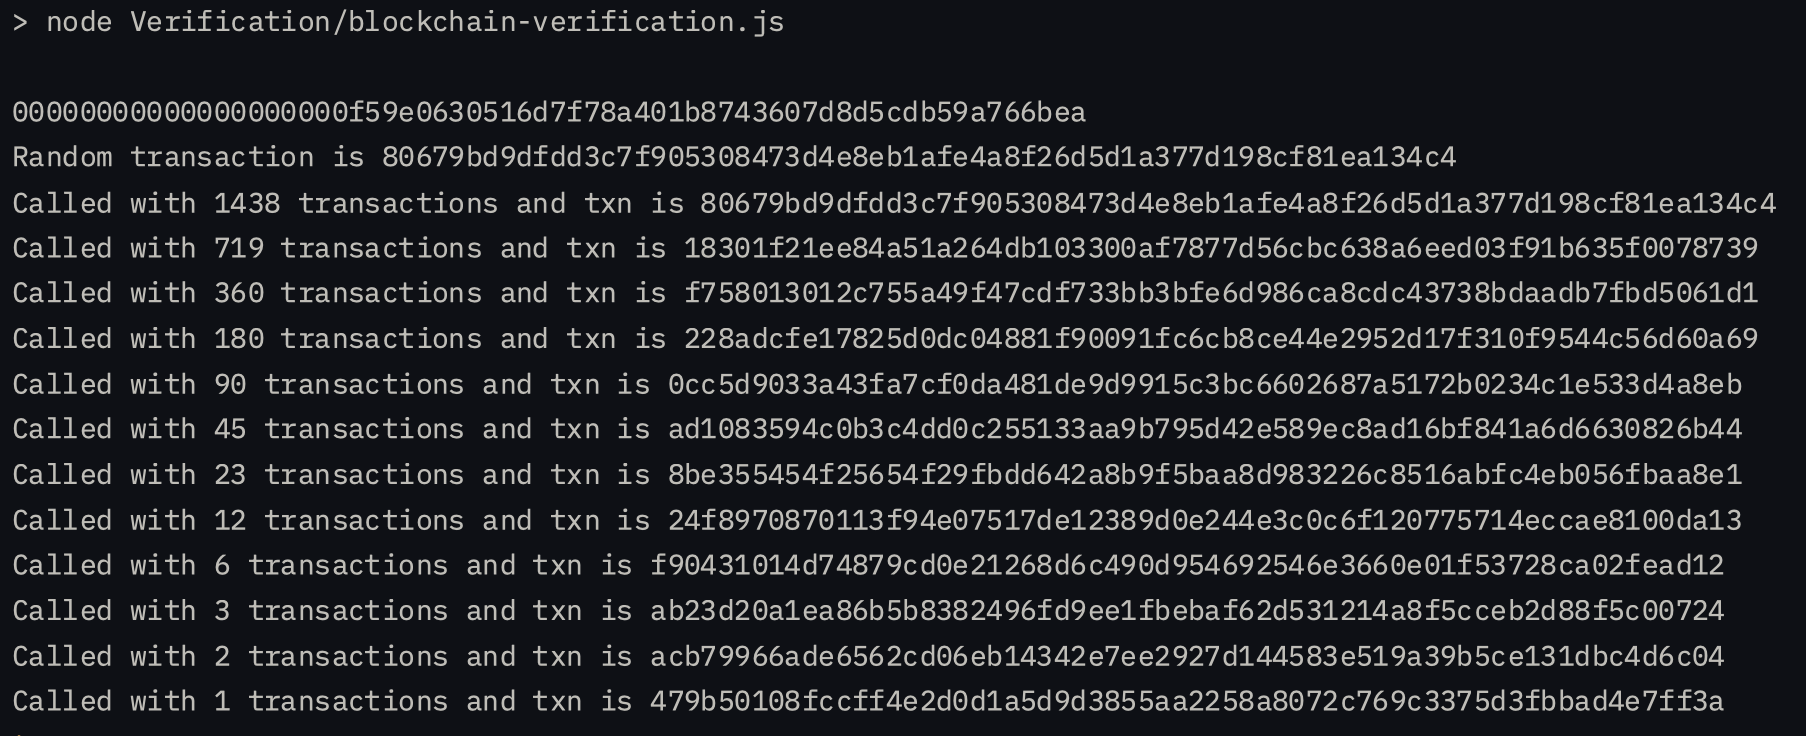 > node Verification/blockchain-verification.js
00000000000000000000f59e0630516d7f78a401b8743607d8d5cdb59a766bea
Random transaction is 80679bd9dfdd3c7f905308473d4e8eb1afe4a8f26d5d1a377d198cf81ea134c4
Called with 1438 transactions and txn is 80679bd9dfdd3c7f905308473d4e8eb1afe4a8f26d5d1a377d198cf81ea134c4
Called with 719 transactions and txn is 18301f21ee84a51a264db103300af7877d56cbc638a6eed03f91b635f0078739
Called with 360 transactions and txn is f758013012c755a49f47cdf733bb3bfe6d986ca8cdc43738bdaadb7fbd5061d1
Called with 180 transactions and txn is 228adcfe17825d0dc04881f90091fc6cb8ce44e2952d17f310f9544c56d60a69
Called with 90 transactions and txn is 0cc5d9033a43fa7cf0da481de9d9915c3bc6602687a5172b0234c1e533d4a8eb
Called with 45 transactions and txn is ad1083594c0b3c4dd0c255133aa9b795d42e589ec8ad16bf841a6d6630826b44
Called with 23 transactions and txn is 8be355454f25654f29fbdd642a8b9f5baa8d983226c8516abfc4eb056fbaa8e1
Called with 12 transactions and txn is 24f8970870113f94e07517de12389d0e244e3c0c6f120775714eccae8100da13
Called with 6 transactions and txn is f90431014d74879cd0e21268d6c490d954692546e3660e01f53728ca02fead12
Called with 3 transactions and txn is ab23d20a1ea86b5b8382496fd9ee1fbebaf62d531214a8f5cceb2d88f5c00724
Called with 2 transactions and txn is acb79966ade6562cd06eb14342e7ee2927d144583e519a39b5ce131dbc4d6c04
Called with 1 transactions and txn is 479b50108fccff4e2d0d1a5d9d3855aa2258a8072c769c3375d3fbbad4e7ff3a